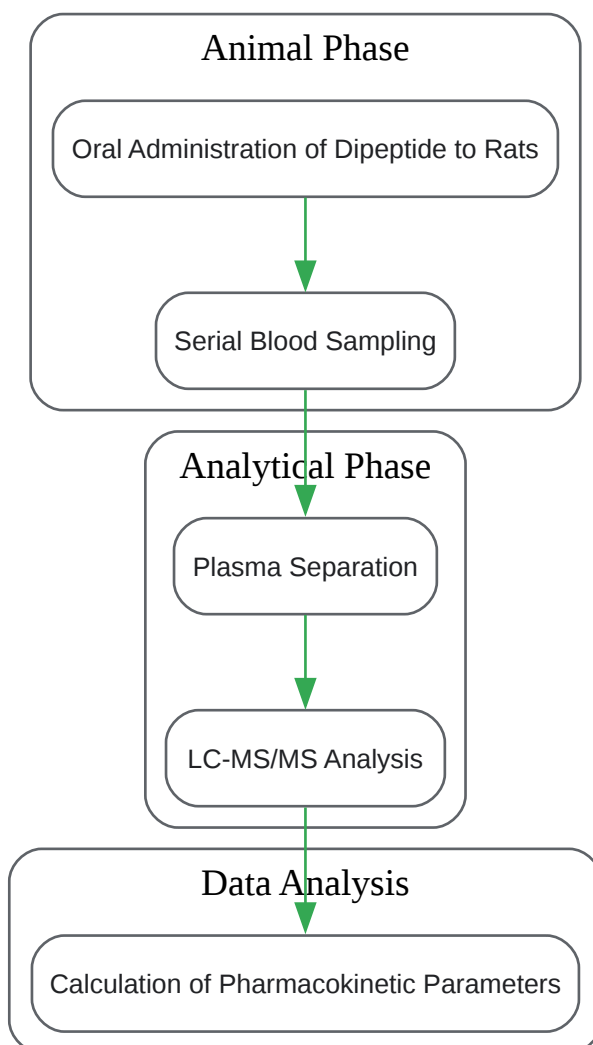 Animal Phase
Oral Administration of Dipeptide to Rats
Serial Blood Sampling
Analytical Phase
Plasma Separation
LC-MS/MS Analysis
Data Analysis
Calculation of Pharmacokinetic Parameters